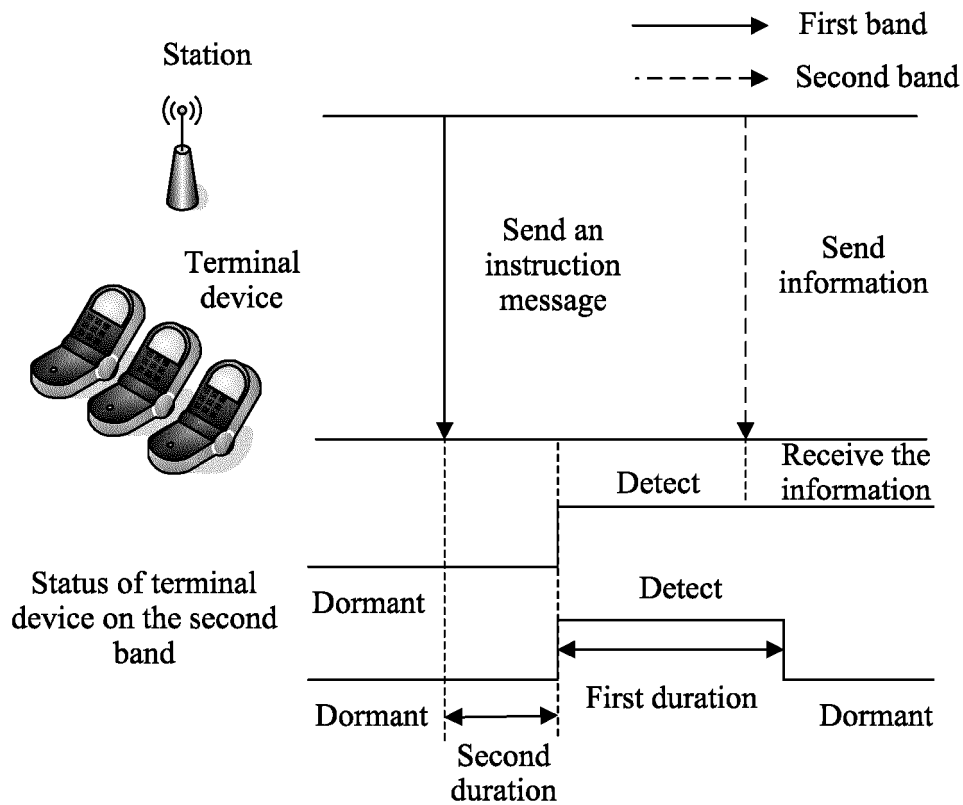 Station
First band
Second band
Send an
instruction
message
Send
information
Terminal
device
Detect
Receive the
information
Status of terminal
device on the second
band
Dormant
Detect
First duration
Dormant
Dormant
Second
duration